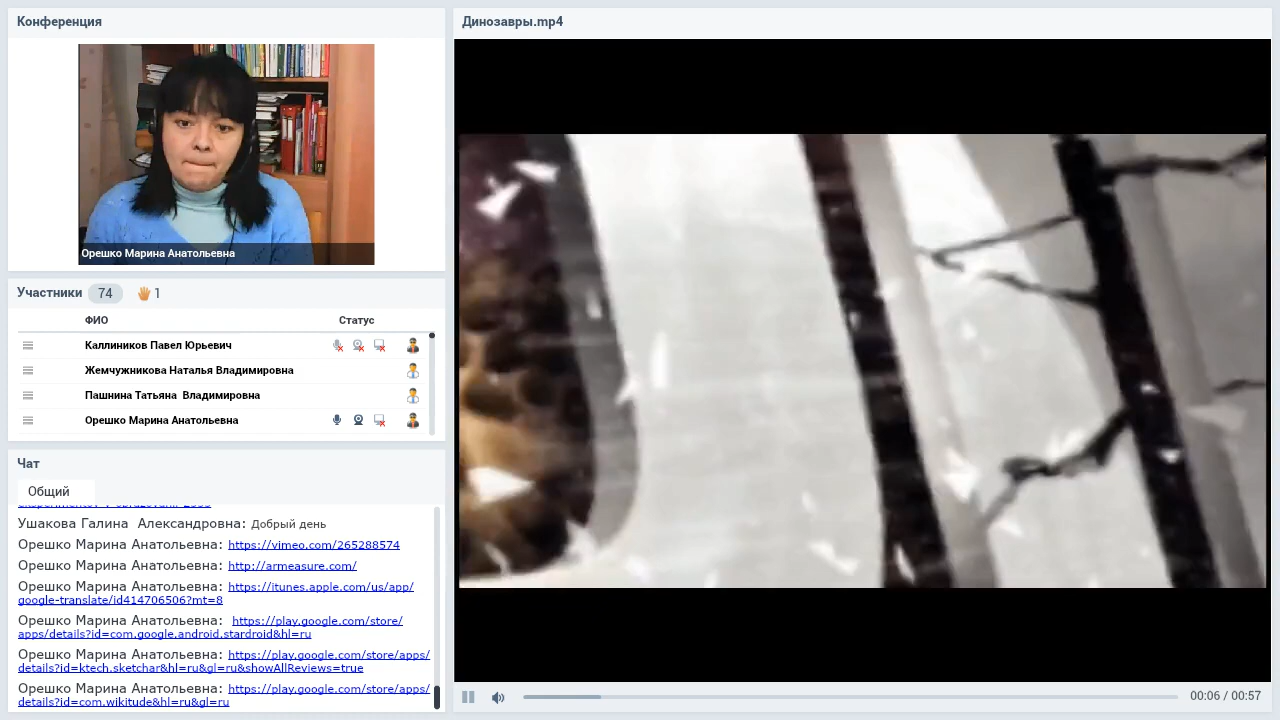 Конференция
Орешко Марина Анатольевна
Участники 74 1
ФИО Статус
Каллиников Павел Юрьевич
Жемчужникова Наталья Владимировна
Пашнина Татьяна Владимировна
Орешко Марина Анатольевна
Чат
Общий
Ушакова Галина Александровна: Добрый день
Орешко Марина Анатольевна: https://vimeo.com/265288574
Орешко Марина Анатольевна: http://armeasure.com/
Орешко Марина Анатольевна: https://itunes.apple.com/us/app/
google-translate/id414706506?mt=8
Орешко Марина Анатольевна: https://play.google.com/store/
apps/details?id=com.google.android.stardroid&hl=ru
Орешко Марина Анатольевна: https://play.google.com/store/apps/
details?id=ktech.sketchar&hl=ru&gl=ru&showAllReviews=true
Орешко Марина Анатольевна: https://play.google.com/store/apps/
details?id=com.wikitude&hl=ru&gl=ru
Динозавры.mp4
00:06 / 00:57